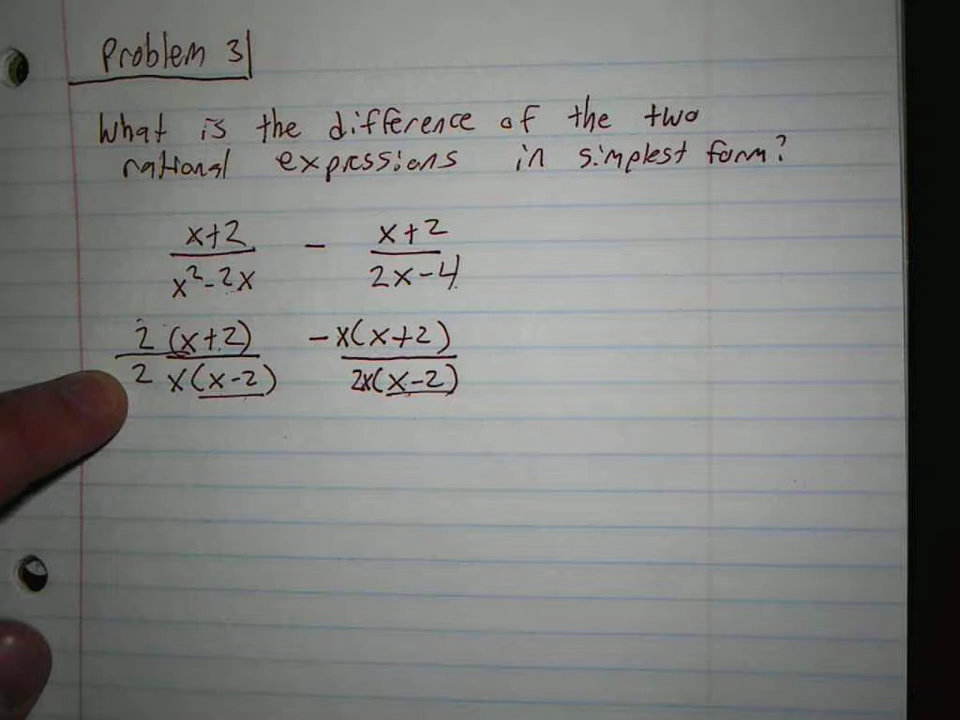 Problem 3
What is the difference of the two
rational expressions in simplest form?
x+2 / x²-2x - x+2 / 2x-4
2(x+2) / 2x(x-2) - x(x+2) / 2x(x-2)